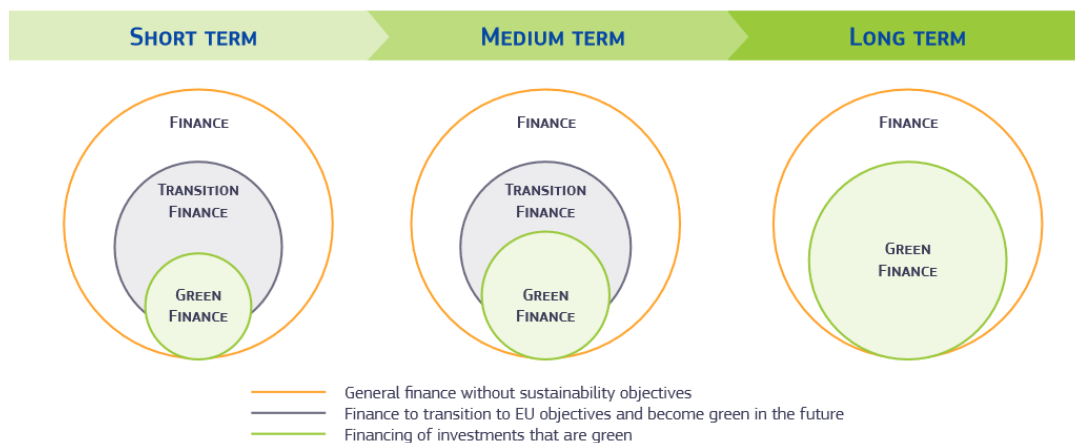 SHORT TERM
MEDIUM TERM
LONG TERM
FINANCE
TRANSITION
FINANCE
GREEN
FINANCE
FINANCE
TRANSITION
FINANCE
GREEN
FINANCE
FINANCE
GREEN
FINANCE
General finance without sustainability objectives
Finance to transition to EU objectives and become green in the future
Financing of investments that are green